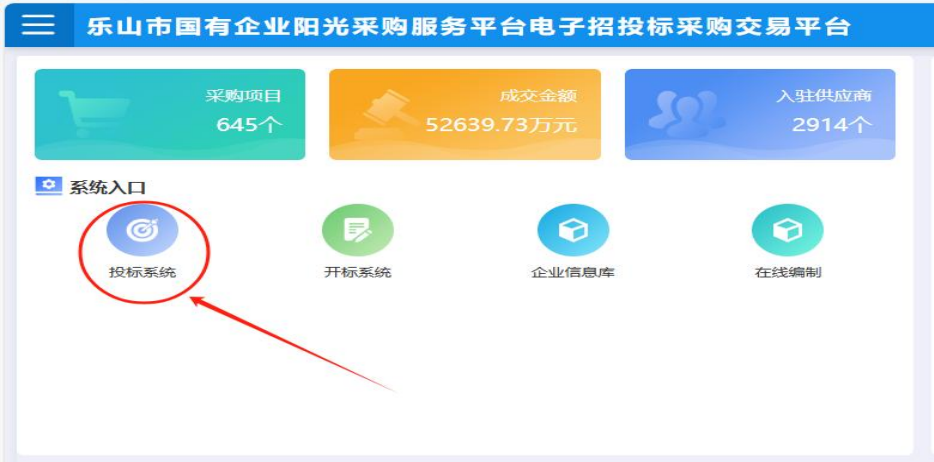 乐山市国有企业阳光采购服务平台电子招投标采购交易平台
采购项目
645个
成交金额
52639.73万元
入驻供应商
2914个
系统入口
投标系统
开标系统
企业信息库
在线编制